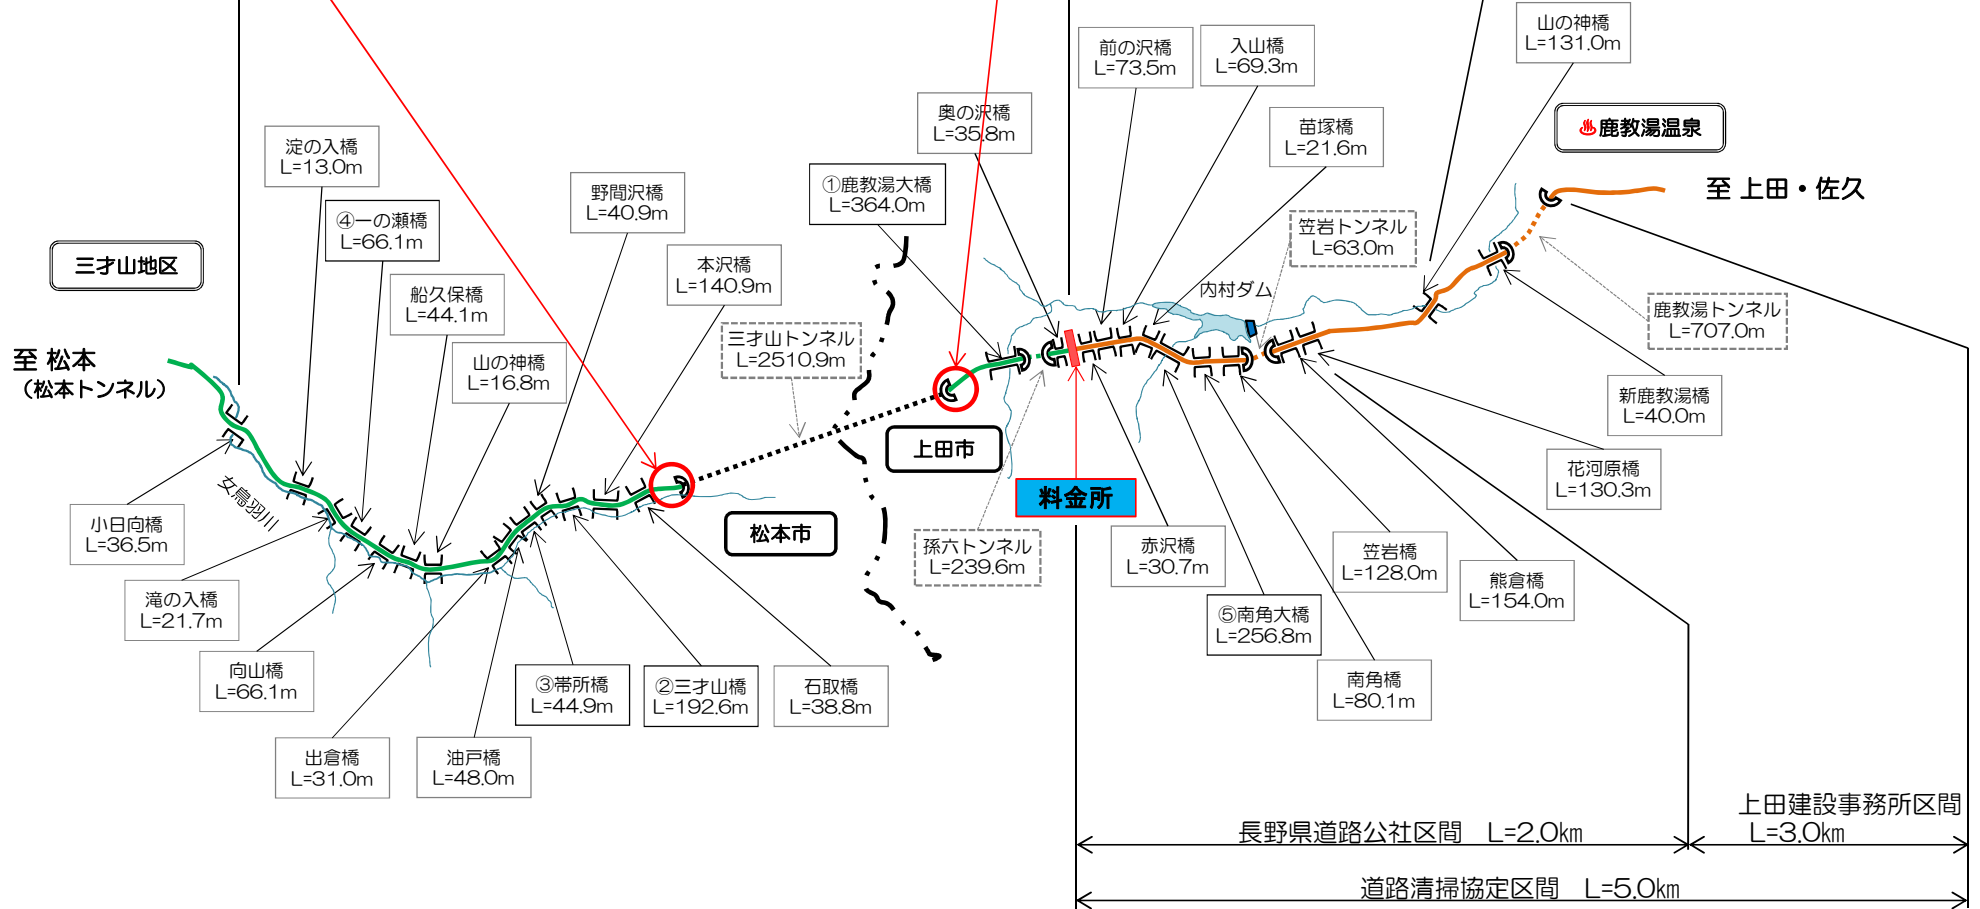 山の神橋
L=131.0m
前の沢橋
L=73.5m
入山橋
L=69.3m
奥の沢橋
L=35.8m
苗塚橋
L=21.6m
♨鹿教湯温泉
淀の入橋
L=13.0m
①鹿教湯大橋
L=364.0m
野間沢橋
L=40.9m
至 上田・佐久
④一の瀬橋
L=66.1m
笠岩トンネル
L=63.0m
三才山地区
本沢橋
L=140.9m
船久保橋
L=44.1m
内村ダム
鹿教湯トンネル
L=707.0m
三才山トンネル
L=2510.9m
至 松本
（松本トンネル）
山の神橋
L=16.8m
新鹿教湯橋
L=40.0m
上田市
花河原橋
L=130.3m
女鳥羽川
料金所
小日向橋
L=36.5m
松本市
孫六トンネル
L=239.6m
赤沢橋
L=30.7m
笠岩橋
L=128.0m
熊倉橋
L=154.0m
滝の入橋
L=21.7m
⑤南角大橋
L=256.8m
向山橋
L=66.1m
③帯所橋
L=44.9m
②三才山橋
L=192.6m
石取橋
L=38.8m
南角橋
L=80.1m
出倉橋
L=31.0m
油戸橋
L=48.0m
上田建設事務所区間
L=3.0㎞
長野県道路公社区間　L=2.0㎞
道路清掃協定区間　L=5.0㎞